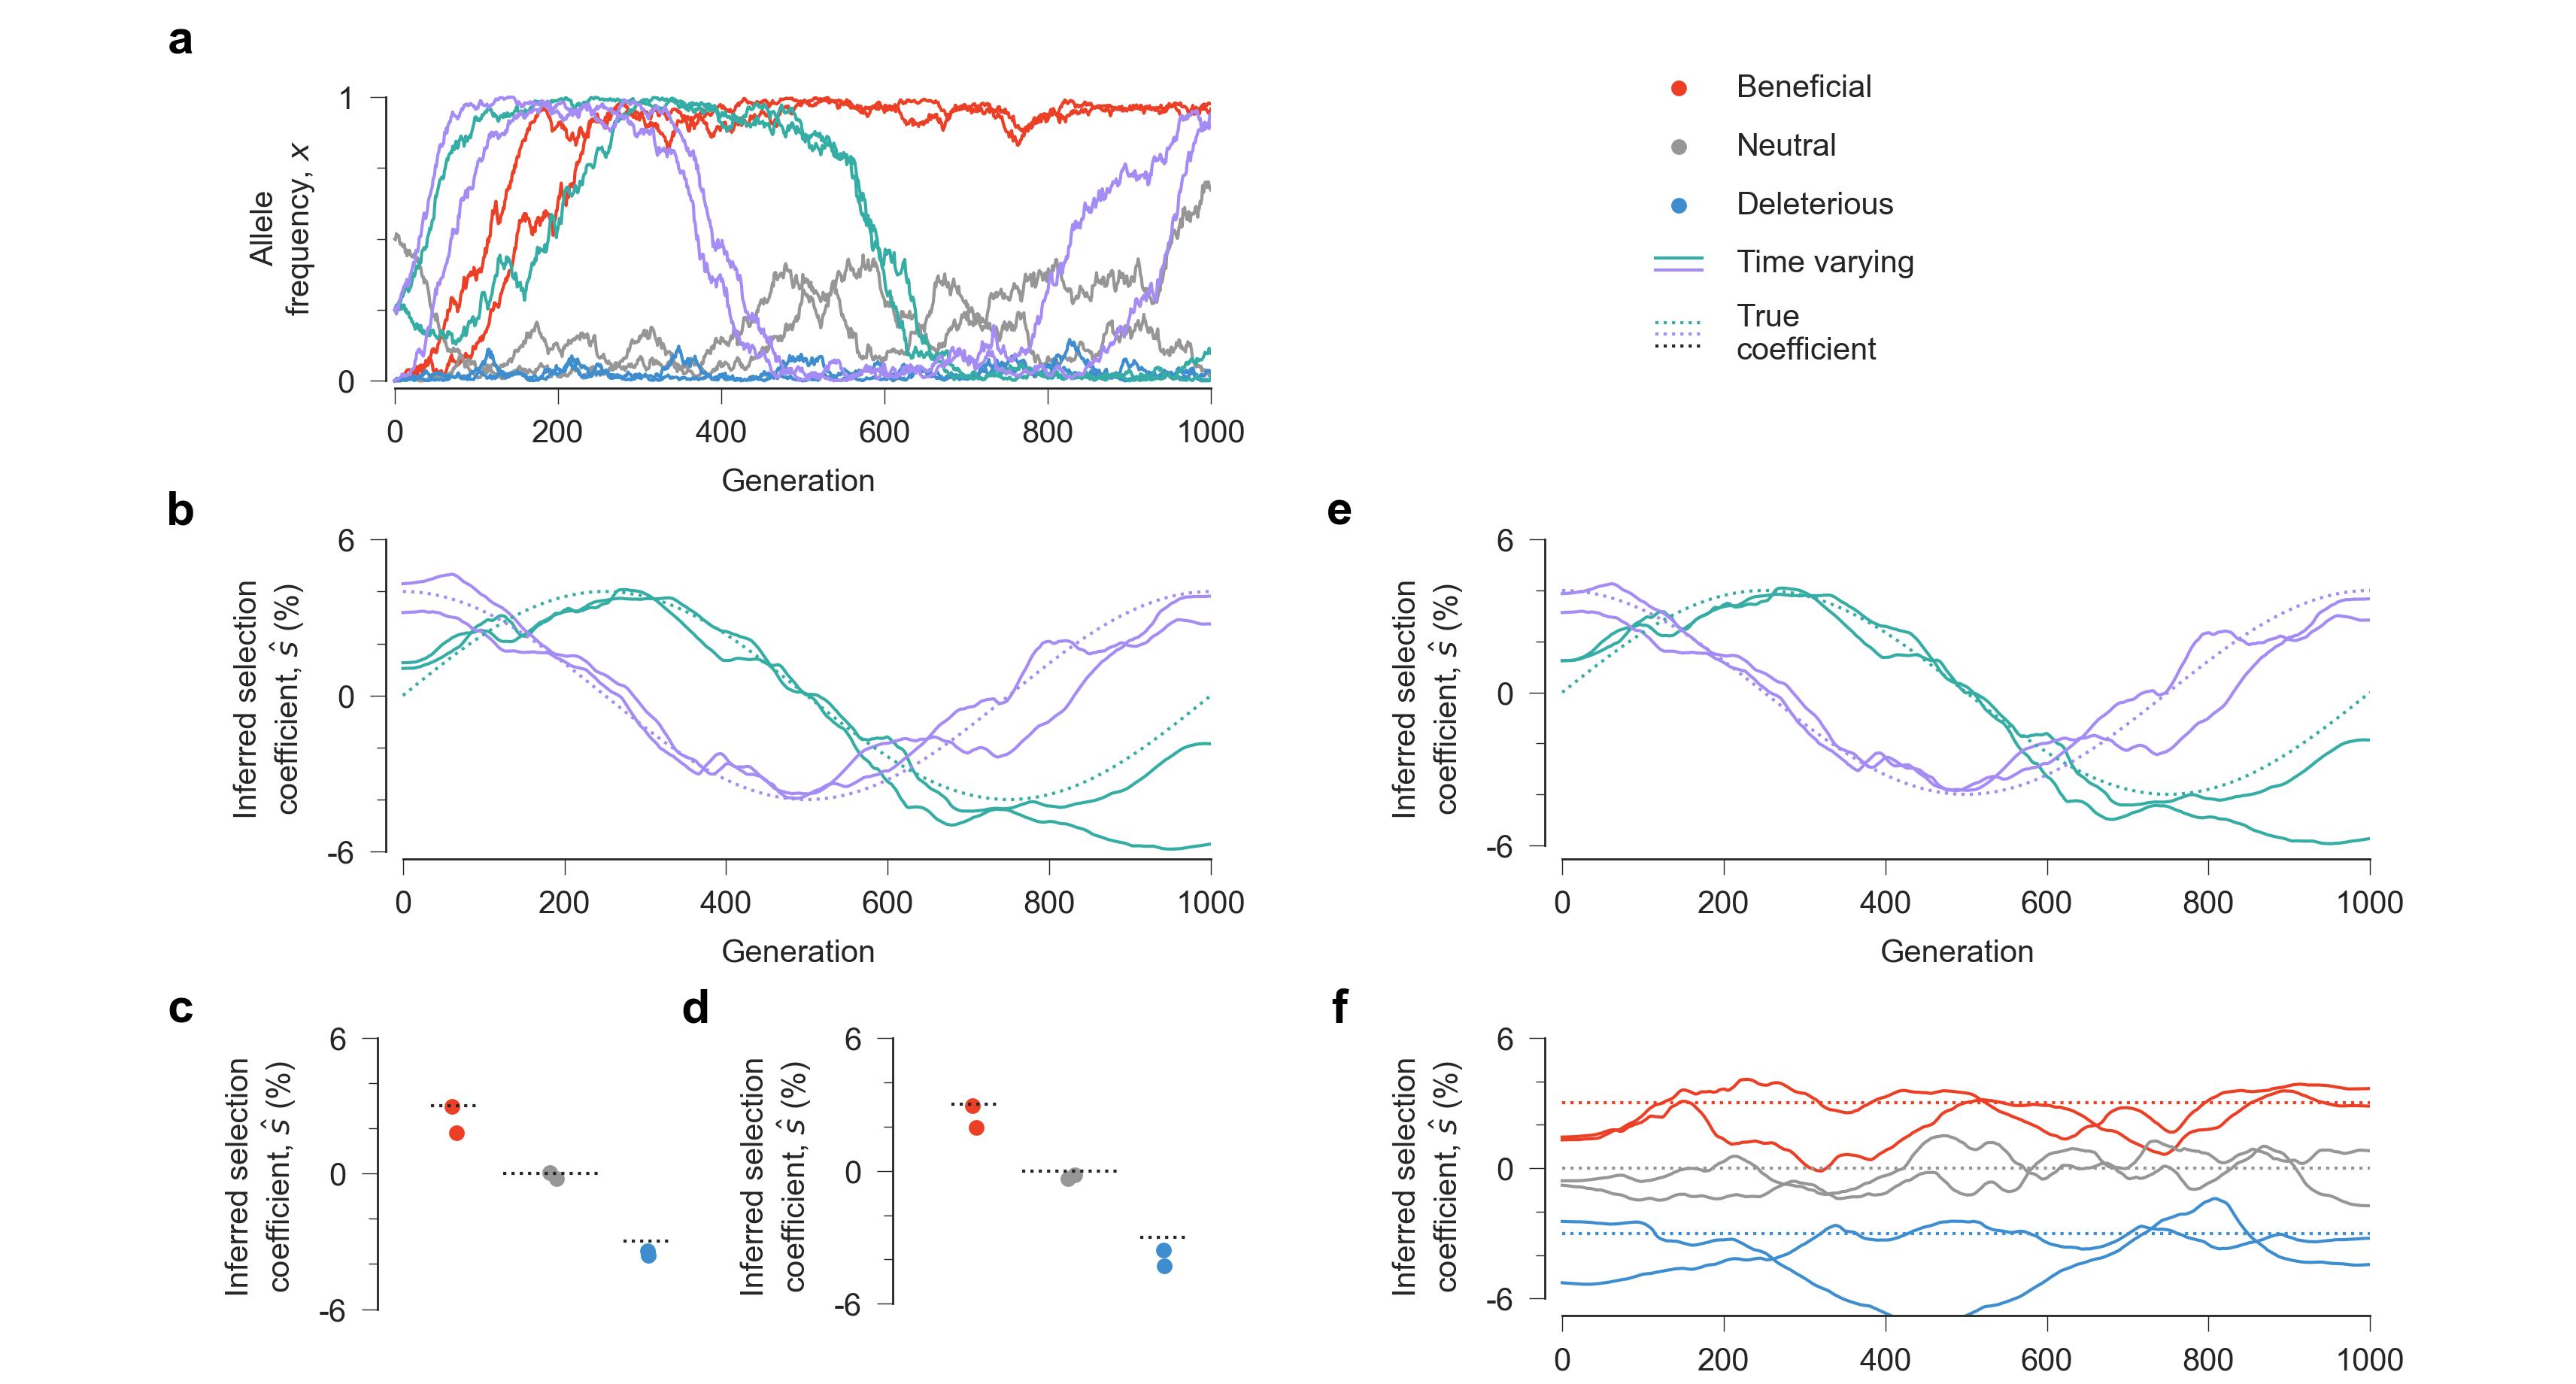 a
1
0
Allele
frequency, x
0 200 400 600 800 1000
Generation
Beneficial
Neutral
Deleterious
Time varying
True
coefficient
b
6
0
-6
Inferred selection
coefficient, ŝ (%)
0 200 400 600 800 1000
Generation
e
6
0
-6
Inferred selection
coefficient, ŝ (%)
0 200 400 600 800 1000
Generation
c
6
0
-6
Inferred selection
coefficient, ŝ (%)
d
6
0
-6
Inferred selection
coefficient, ŝ (%)
f
6
0
-6
Inferred selection
coefficient, ŝ (%)
0 200 400 600 800 1000